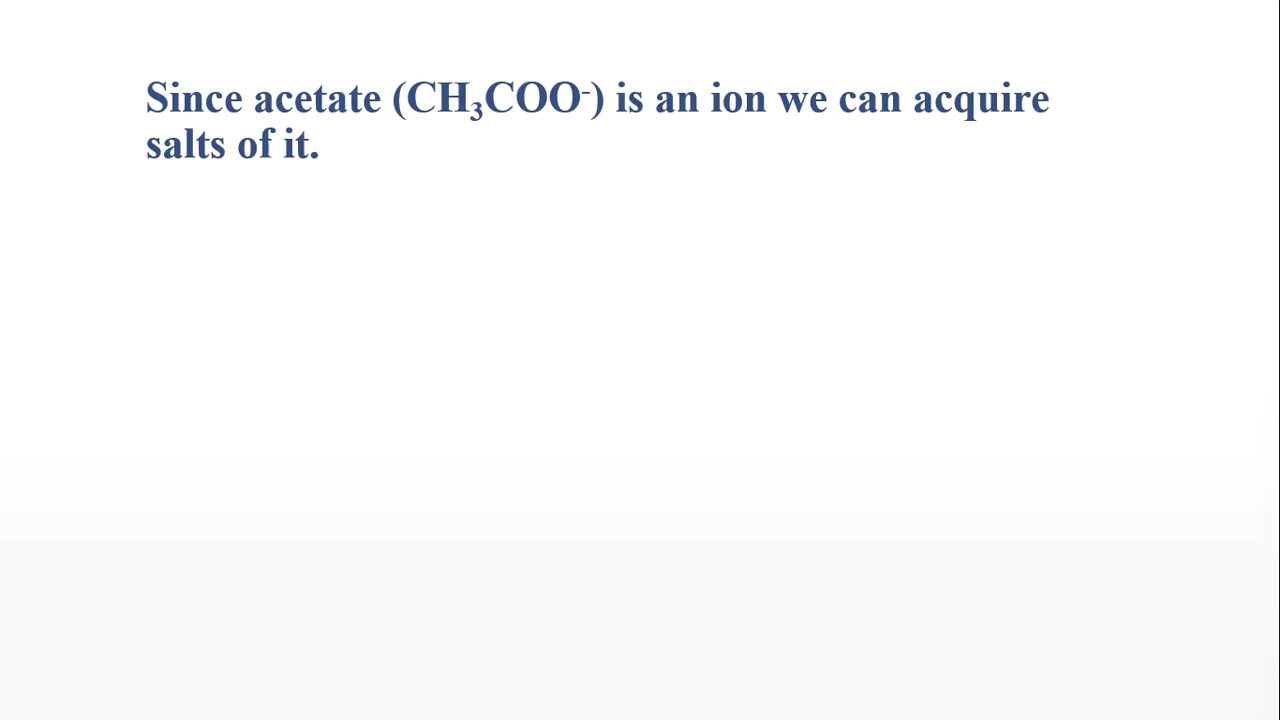 Since acetate (CH₃COO⁻) is an ion we can acquire
salts of it.